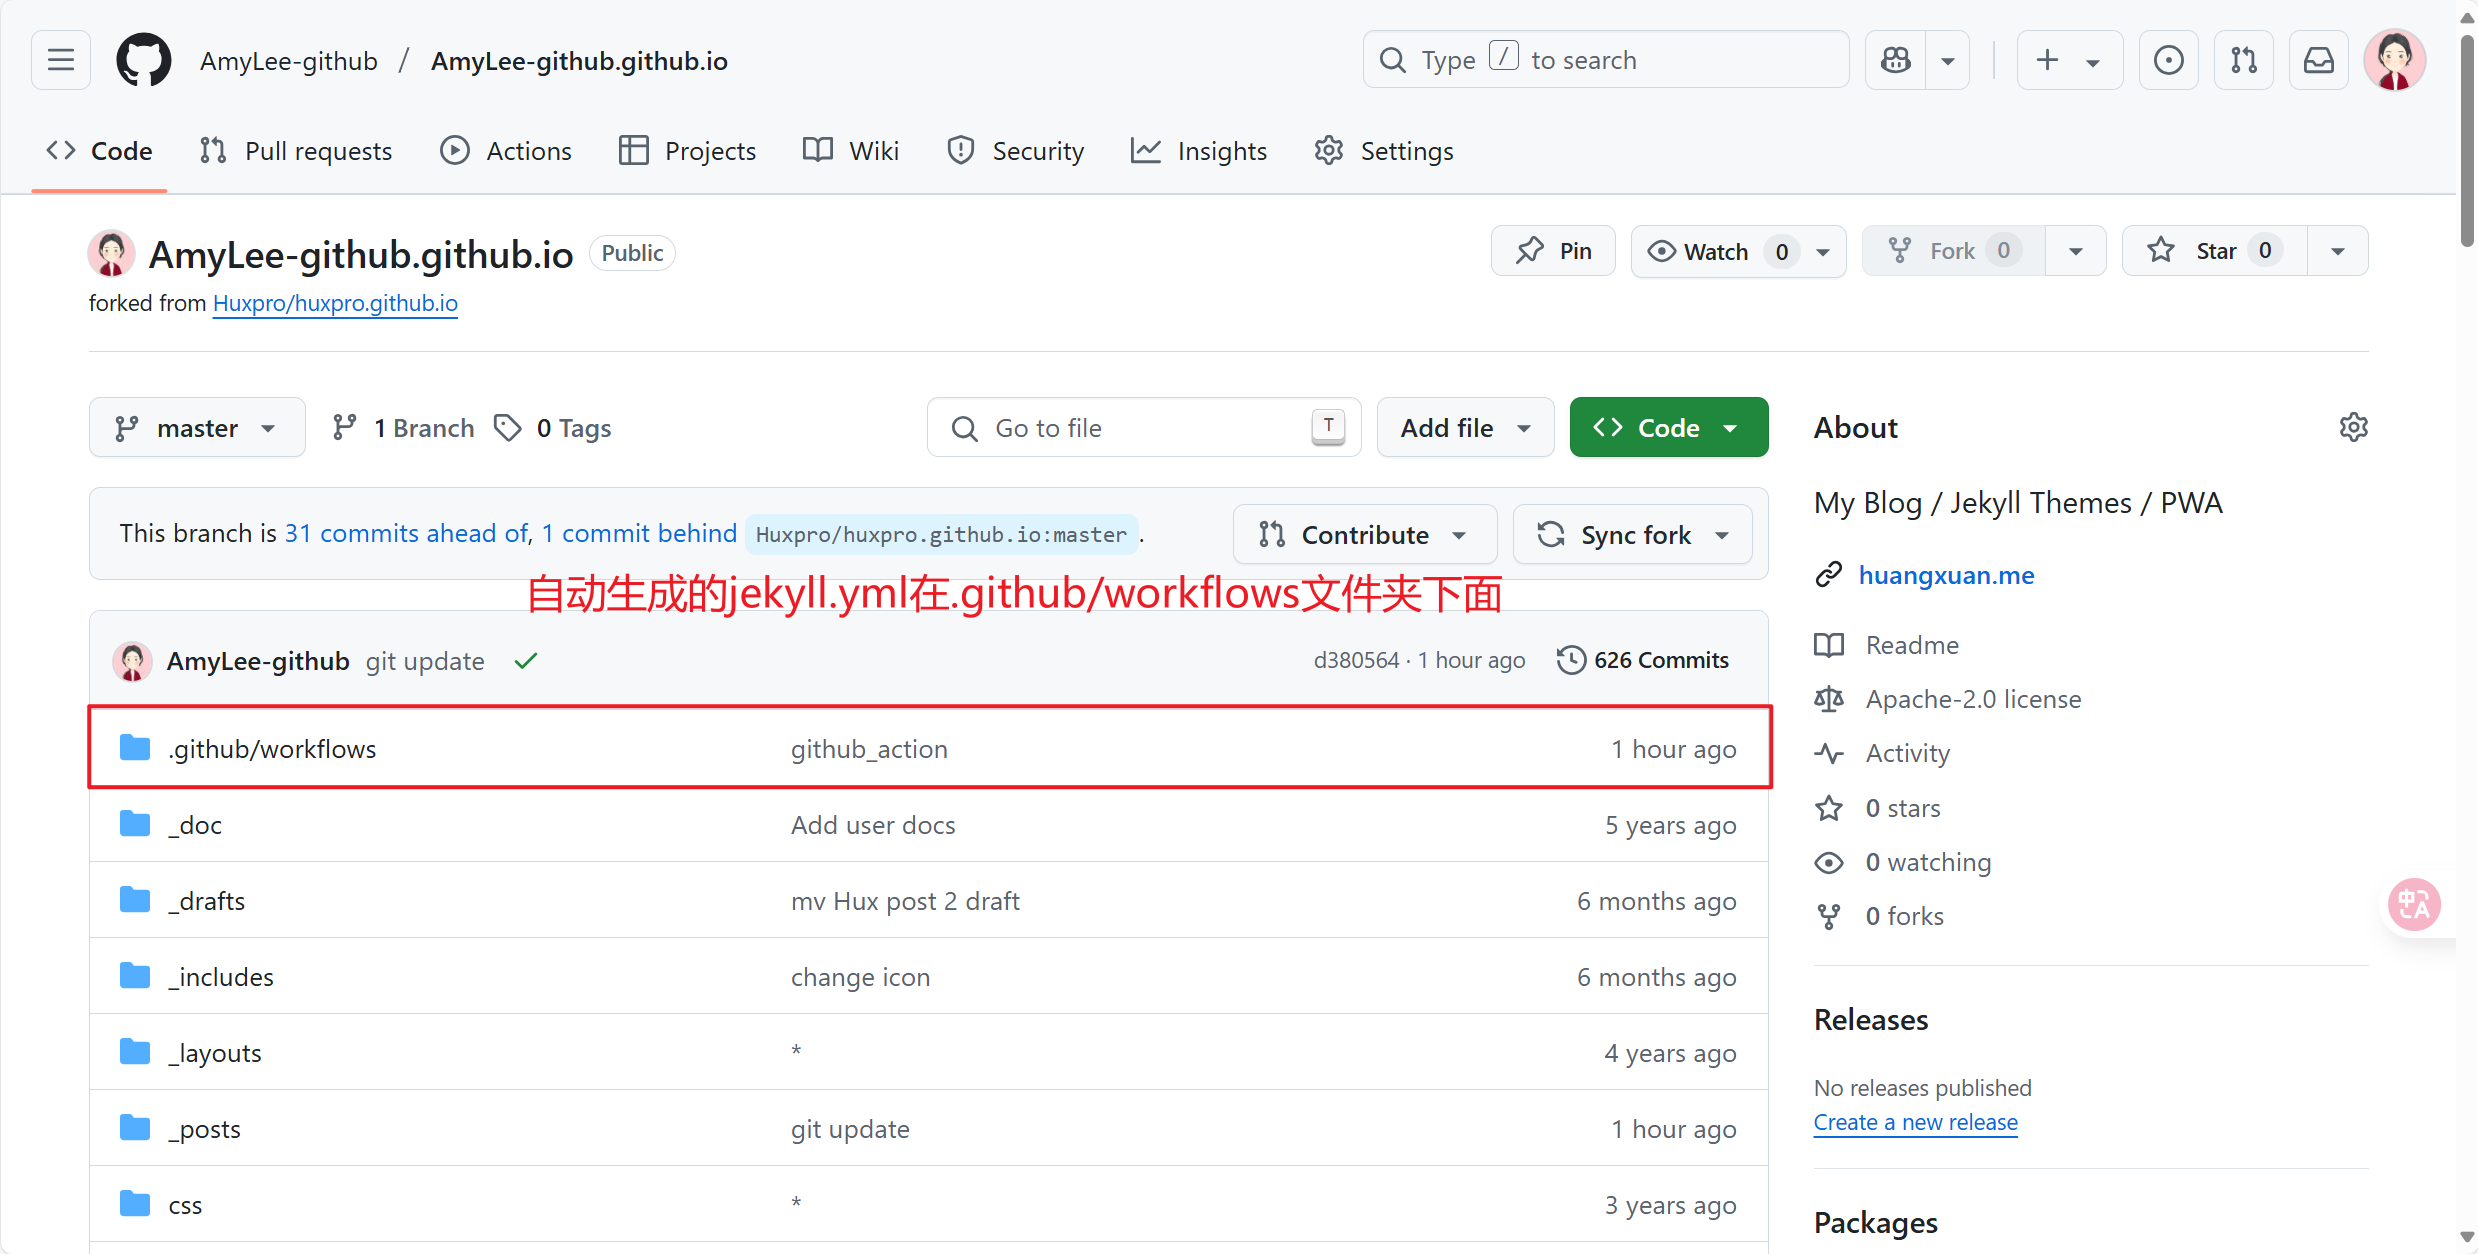 AmyLee-github / AmyLee-github.github.io
Type / to search
Code
Pull requests
Actions
Projects
Wiki
Security
Insights
Settings
AmyLee-github.github.io Public
forked from Huxpro/huxpro.github.io
Pin
Watch 0
Fork 0
Star 0
master
1 Branch
0 Tags
Go to file T
Add file
Code
This branch is 31 commits ahead of, 1 commit behind Huxpro/huxpro.github.io:master .
Contribute
Sync fork
自动生成的jekyll.yml在.github/workflows文件夹下面
AmyLee-github git update d380564 · 1 hour ago 626 Commits
.github/workflows github_action 1 hour ago
_doc Add user docs 5 years ago
_drafts mv Hux post 2 draft 6 months ago
_includes change icon 6 months ago
_layouts * 4 years ago
_posts git update 1 hour ago
css * 3 years ago
About
My Blog / Jekyll Themes / PWA
huangxuan.me
Readme
Apache-2.0 license
Activity
0 stars
0 watching
0 forks
Releases
No releases published
Create a new release
Packages
中A